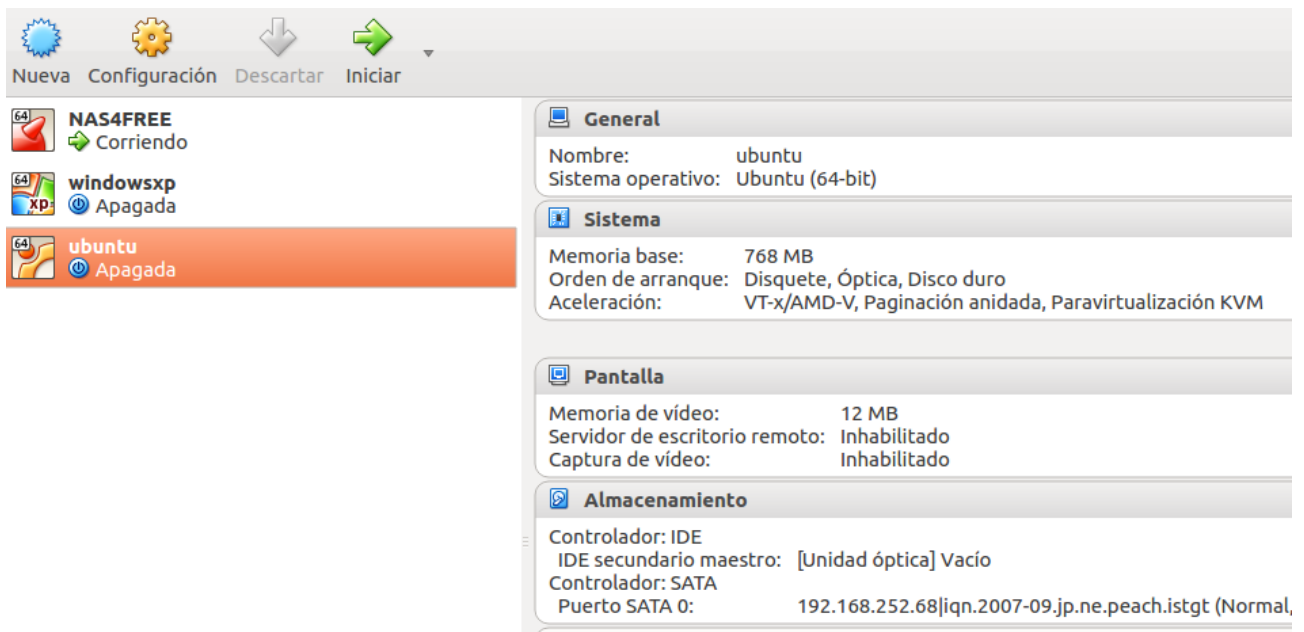 Nueva Configuración Descartar Iniciar
64 NAS4FREE
Corriendo
64 windowsxp
XP Apagada
64 ubuntu
Apagada
General
Nombre: ubuntu
Sistema operativo: Ubuntu (64-bit)
Sistema
Memoria base: 768 MB
Orden de arranque: Disquete, Óptica, Disco duro
Aceleración: VT-x/AMD-V, Paginación anidada, Paravirtualización KVM
Pantalla
Memoria de vídeo: 12 MB
Servidor de escritorio remoto: Inhabilitado
Captura de vídeo: Inhabilitado
Almacenamiento
Controlador: IDE
IDE secundario maestro: [Unidad óptica] Vacío
Controlador: SATA
Puerto SATA 0: 192.168.252.68|iqn.2007-09.jp.ne.peach.istgt (Normal,